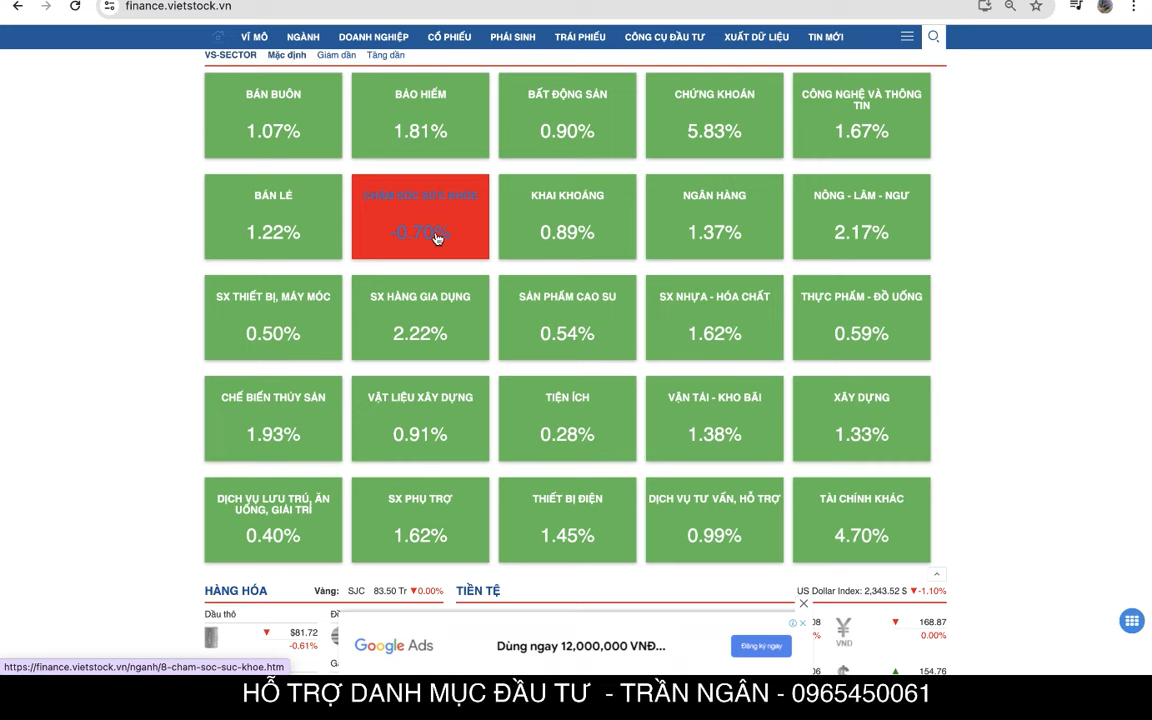 finance.vietstock.vn
VĨ MÔ NGÀNH DOANH NGHIỆP CỔ PHIẾU PHÁI SINH TRÁI PHIẾU CÔNG CỤ ĐẦU TƯ XUẤT DỮ LIỆU TIN MỚI
VS-SECTOR Mặc định Giảm dần Tăng dần
BÁN BUÔN
1.07%
BẢO HIỂM
1.81%
BẤT ĐỘNG SẢN
0.90%
CHỨNG KHOÁN
5.83%
CÔNG NGHỆ VÀ THÔNG
TIN
1.67%
BÁN LẺ
1.22%
CHĂM SÓC SỨC KHỎE
-0.70%
KHAI KHOÁNG
0.89%
NGÂN HÀNG
1.37%
NÔNG - LÂM - NGƯ
2.17%
SX THIẾT BỊ, MÁY MÓC
0.50%
SX HÀNG GIA DỤNG
2.22%
SẢN PHẨM CAO SU
0.54%
SX NHỰA - HÓA CHẤT
1.62%
THỰC PHẨM - ĐỒ UỐNG
0.59%
CHẾ BIẾN THỦY SẢN
1.93%
VẬT LIỆU XÂY DỰNG
0.91%
TIỆN ÍCH
0.28%
VẬN TẢI - KHO BÃI
1.38%
XÂY DỰNG
1.33%
DỊCH VỤ LƯU TRÚ, ĂN
UỐNG, GIẢI TRÍ
0.40%
SX PHỤ TRỢ
1.62%
THIẾT BỊ ĐIỆN
1.45%
DỊCH VỤ TƯ VẤN, HỖ TRỢ
0.99%
TÀI CHÍNH KHÁC
4.70%
HÀNG HÓA Vàng: SJC 83.50 Tr ▼0.00% TIỀN TỆ US Dollar Index: 2,343.52 $ ▼-1.10%
Dầu thô
▼ $81.72
-0.61%
▼ 168.87
0.00%
VND
▲ 154.76
Google Ads Dùng ngay 12,000,000 VNĐ... Đăng ký ngay
https://finance.vietstock.vn/nganh/8-cham-soc-suc-khoe.htm
HỖ TRỢ DANH MỤC ĐẦU TƯ - TRẦN NGÂN - 0965450061